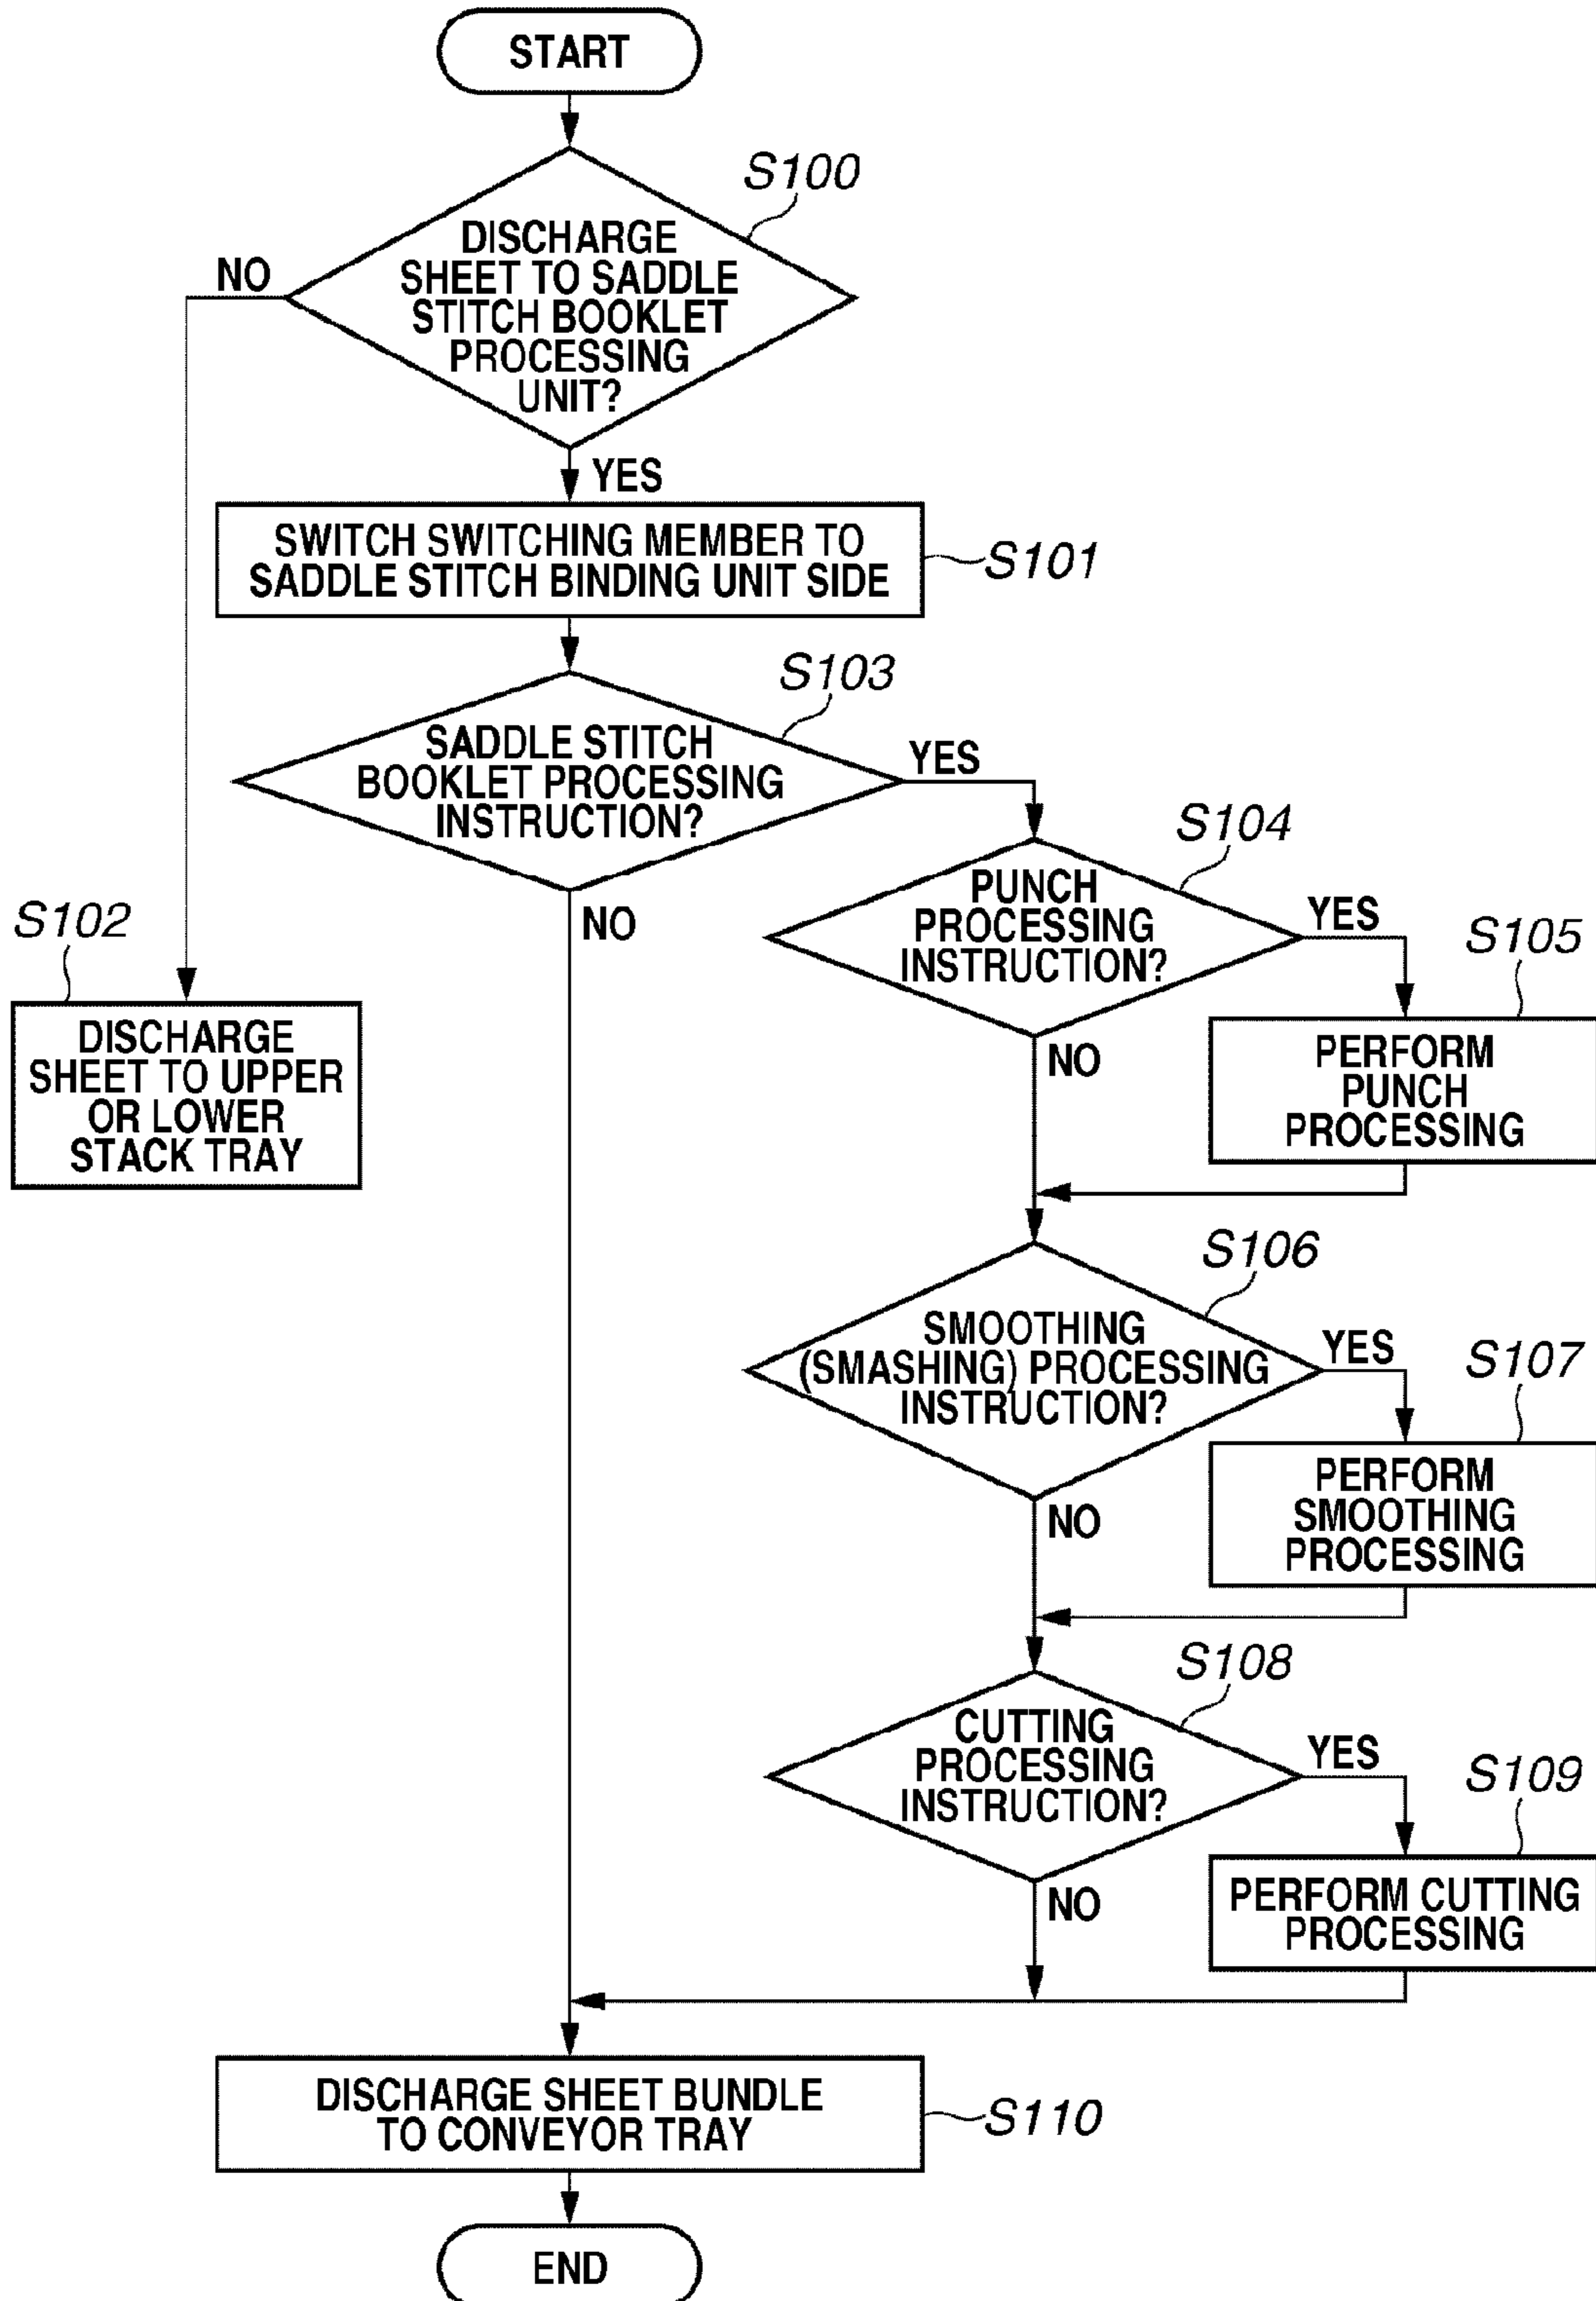 START
S100
DISCHARGE
SHEET TO SADDLE
STITCH BOOKLET
PROCESSING
UNIT?
NO
YES
SWITCH SWITCHING MEMBER TO
SADDLE STITCH BINDING UNIT SIDE
S101
S103
SADDLE STITCH
BOOKLET PROCESSING
INSTRUCTION?
YES
NO
S102
DISCHARGE
SHEET TO UPPER
OR LOWER
STACK TRAY
S104
PUNCH
PROCESSING
INSTRUCTION?
YES
NO
S105
PERFORM
PUNCH
PROCESSING
S106
SMOOTHING
(SMASHING) PROCESSING
INSTRUCTION?
YES
NO
S107
PERFORM
SMOOTHING
PROCESSING
S108
CUTTING
PROCESSING
INSTRUCTION?
YES
NO
S109
PERFORM CUTTING
PROCESSING
DISCHARGE SHEET BUNDLE
TO CONVEYOR TRAY
S110
END